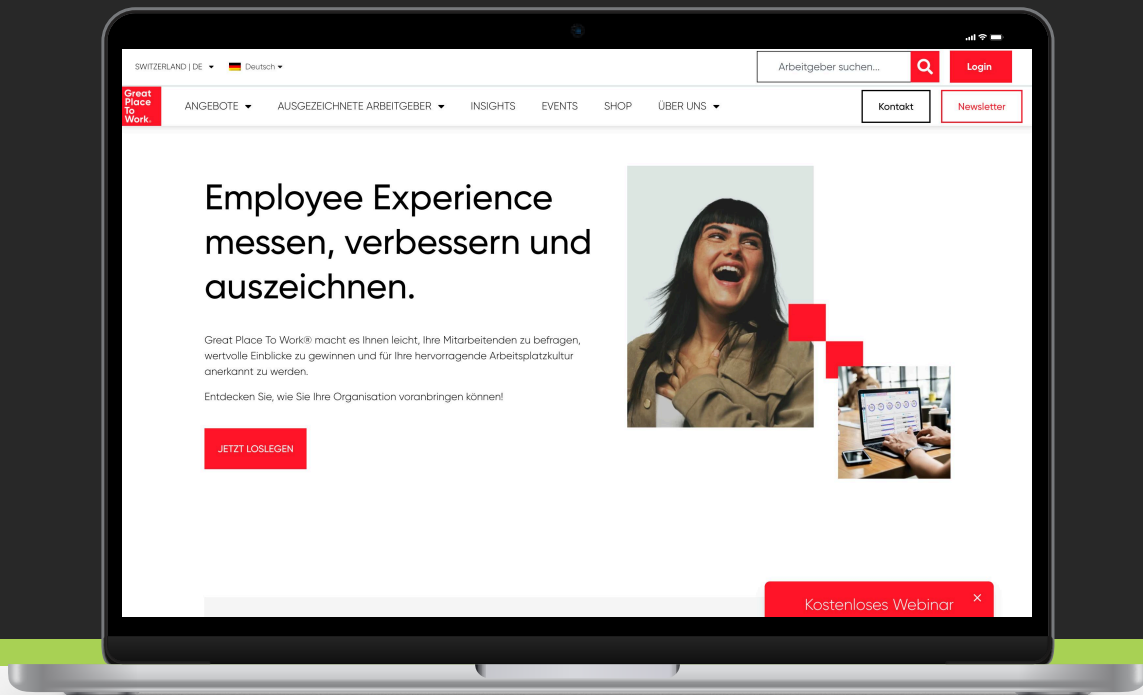 SWITZERLAND | DE
Deutsch
Arbeitgeber suchen...
Login
Great
Place
To
Work.
ANGEBOTE
AUSGEZEICHNETE ARBEITGEBER
INSIGHTS
EVENTS
SHOP
ÜBER UNS
Kontakt
Newsletter
Employee Experience
messen, verbessern und
auszeichnen.
Great Place To Work® macht es Ihnen leicht, Ihre Mitarbeitenden zu befragen,
wertvolle Einblicke zu gewinnen und für Ihre hervorragende Arbeitsplatzkultur
anerkannt zu werden.
Entdecken Sie, wie Sie Ihre Organisation voranbringen können!
JETZT LOSLEGEN
Kostenloses Webinar